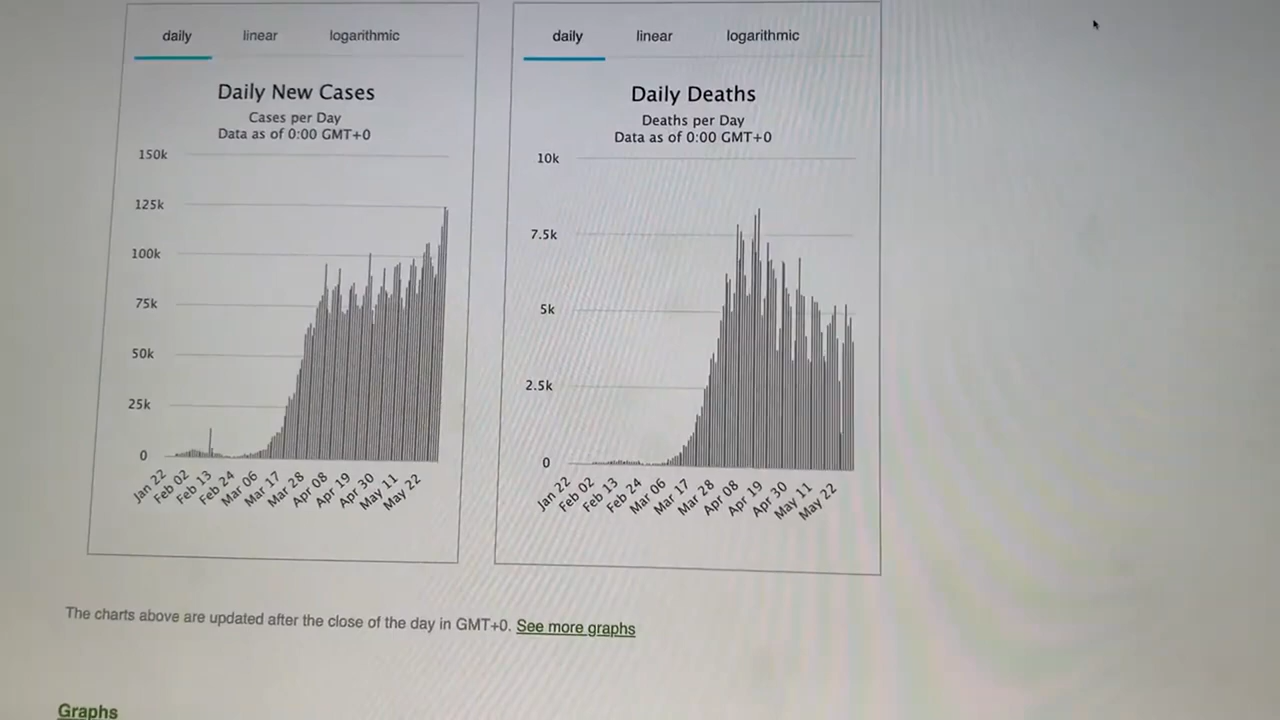 daily linear logarithmic
Daily New Cases
Cases per Day
Data as of 0:00 GMT+0
150k
125k
100k
75k
50k
25k
0
Jan 22
Feb 02
Feb 13
Feb 24
Mar 06
Mar 17
Mar 28
Apr 08
Apr 19
Apr 30
May 11
May 22
daily linear logarithmic
Daily Deaths
Deaths per Day
Data as of 0:00 GMT+0
10k
7.5k
5k
2.5k
0
Jan 22
Feb 02
Feb 13
Feb 24
Mar 06
Mar 17
Mar 28
Apr 08
Apr 19
Apr 30
May 11
May 22
The charts above are updated after the close of the day in GMT+0. See more graphs
Graphs